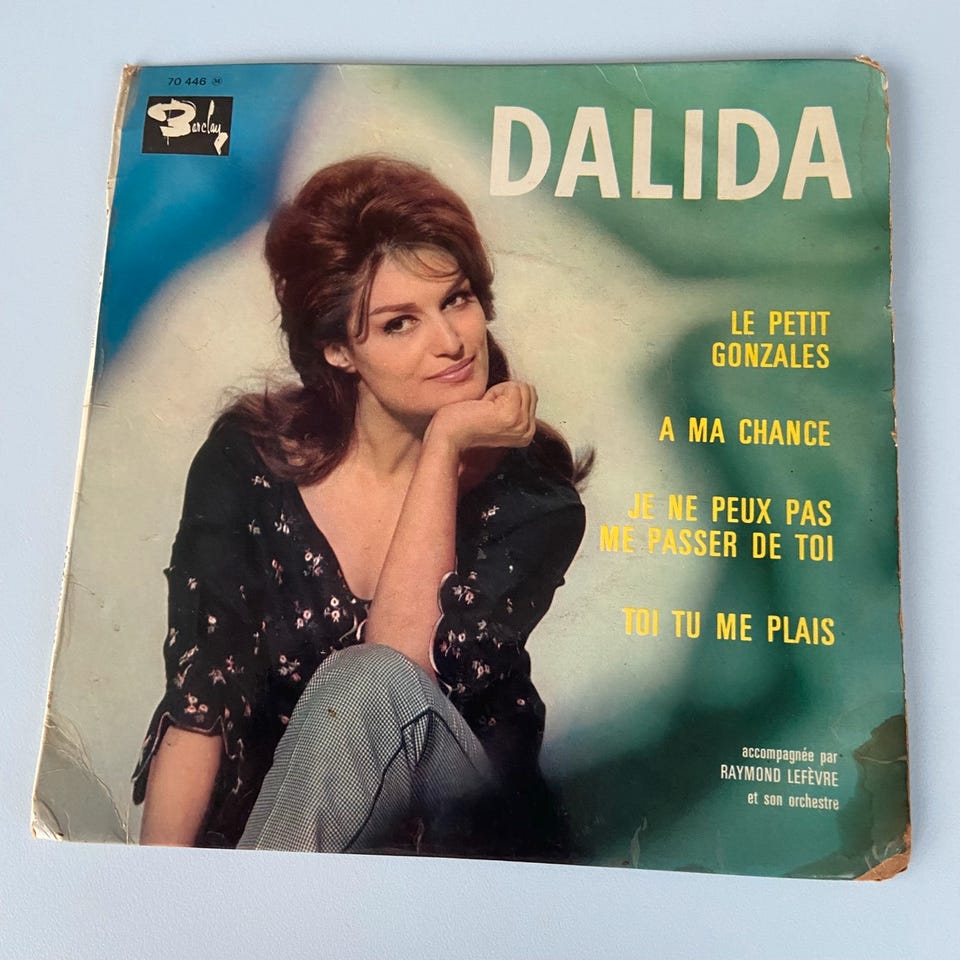 70 446 M
Barclay
DALIDA
LE PETIT
GONZALES
A MA CHANCE
JE NE PEUX PAS
ME PASSER DE TOI
TOI TU ME PLAIS
accompagnée par
RAYMOND LEFÈVRE
et son orchestre